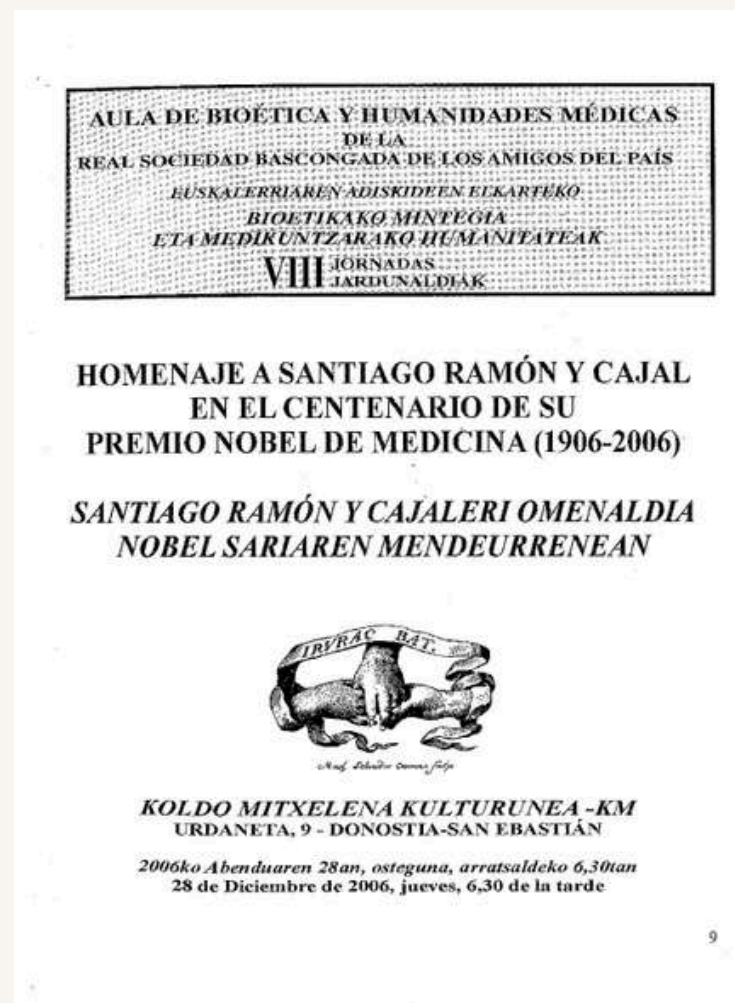 AULA DE BIOÉTICA Y HUMANIDADES MÉDICAS
DE LA
REAL SOCIEDAD BASCONGADA DE LOS AMIGOS DEL PAÍS
EUSKALERRIAREN ADISKIDEEN ELKARTEKO
BIOETIKAKO MINTEGIA
ETA MEDIKUNTZARAKO HUMANITATEAK
VIII JORNADAS
JARDUNALDIAK
HOMENAJE A SANTIAGO RAMÓN Y CAJAL
EN EL CENTENARIO DE SU
PREMIO NOBEL DE MEDICINA (1906-2006)
SANTIAGO RAMÓN Y CAJALERI OMENALDIA
NOBEL SARIAREN MENDEURRENEAN
IRVRAC BAT.
KOLDO MITXELENA KULTURUNEA -KM
URDANETA, 9 - DONOSTIA-SAN EBASTIÁN
2006ko Abenduaren 28an, osteguna, arratsaldeko 6,30tan
28 de Diciembre de 2006, jueves, 6,30 de la tarde
9